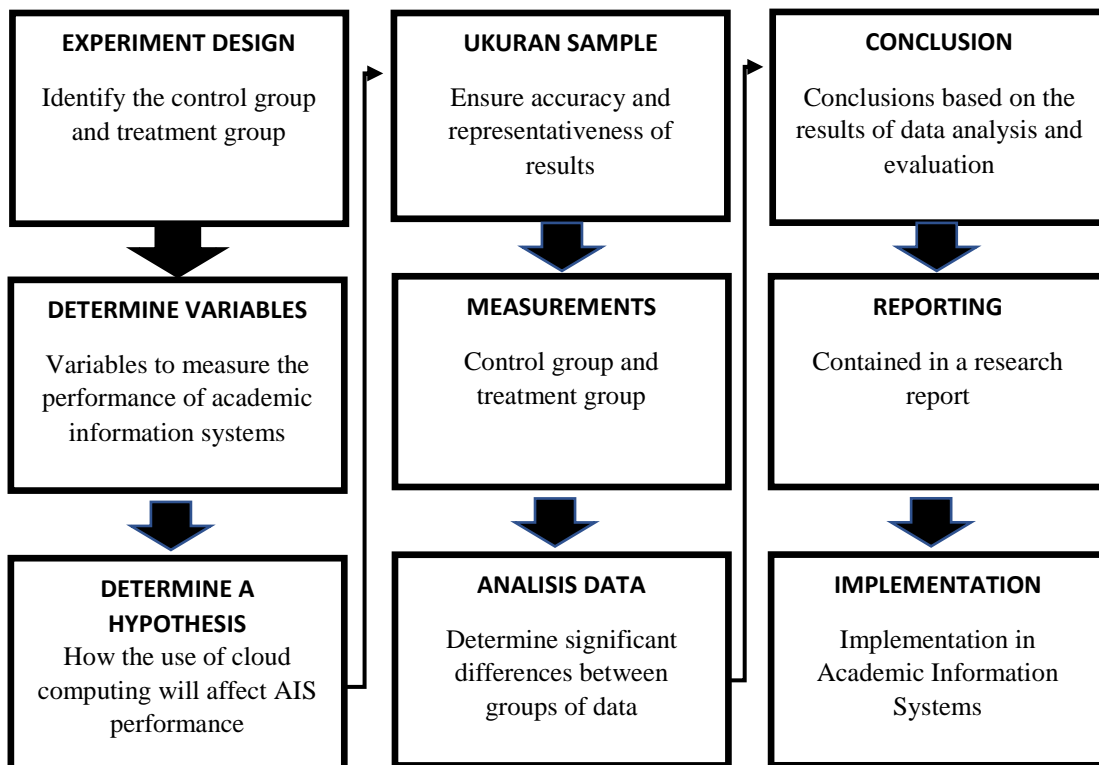 EXPERIMENT DESIGN
Identify the control group
and treatment group
DETERMINE VARIABLES
Variables to measure the
performance of academic
information systems
DETERMINE A
HYPOTHESIS
How the use of cloud
computing will affect AIS
performance
UKURAN SAMPLE
Ensure accuracy and
representativeness of
results
MEASUREMENTS
Control group and
treatment group
ANALISIS DATA
Determine significant
differences between
groups of data
CONCLUSION
Conclusions based on the
results of data analysis and
evaluation
REPORTING
Contained in a research
report
IMPLEMENTATION
Implementation in
Academic Information
Systems